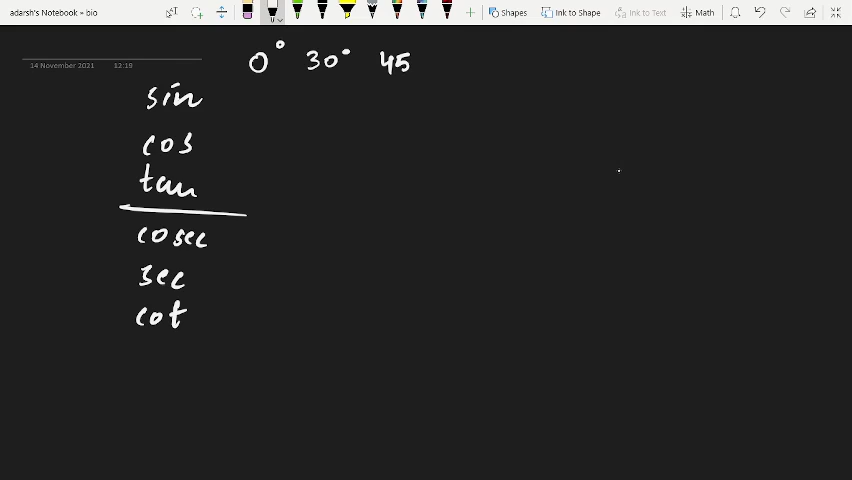 adarsh's Notebook » bio
Shapes Ink to Shape Ink to Text Math
14 November 2021 12:19
0° 30° 45
sin
cos
tan
cosec
sec
cot